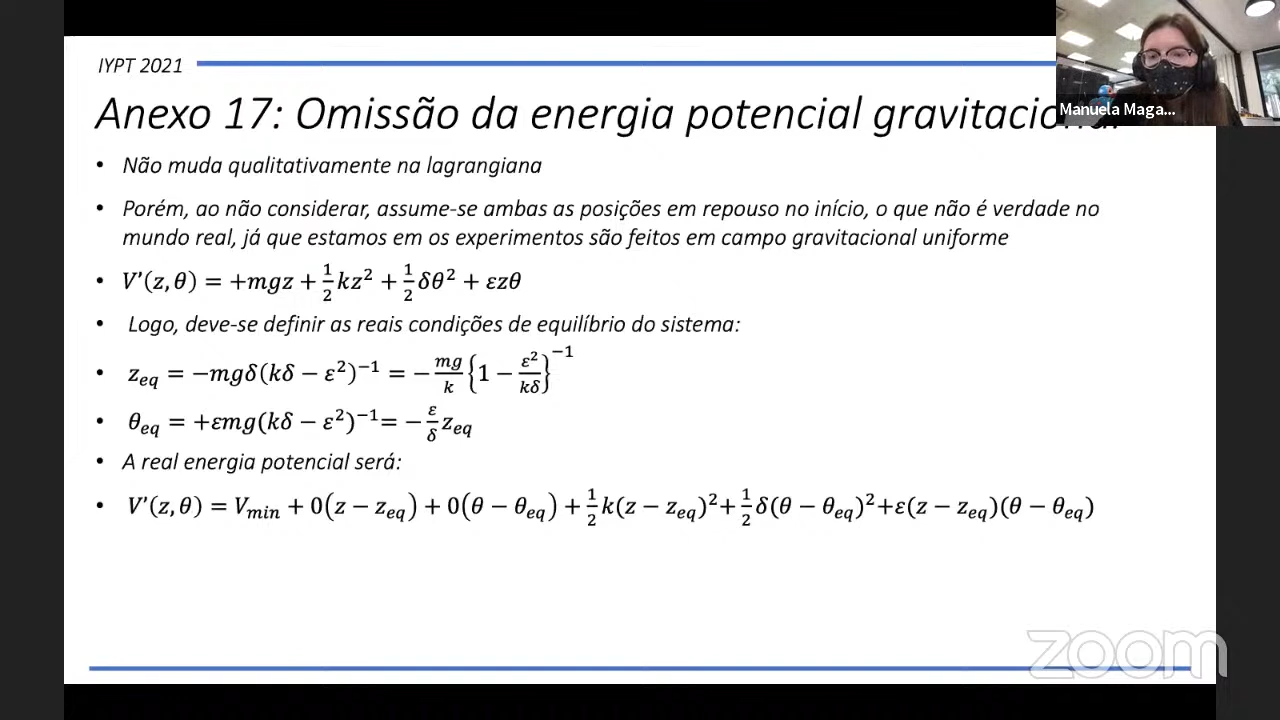 IYPT 2021
Anexo 17: Omissão da energia potencial gravitacional
Manuela Maga...
• Não muda qualitativamente na lagrangiana
• Porém, ao não considerar, assume-se ambas as posições em repouso no início, o que não é verdade no
mundo real, já que estamos em os experimentos são feitos em campo gravitacional uniforme
• V'(z, θ) = +mgz + ½kz² + ½δθ² + εzθ
• Logo, deve-se definir as reais condições de equilíbrio do sistema:
• z_eq = −mgδ(kδ − ε²)⁻¹ = −mg/k {1 − ε²/kδ}⁻¹
• θ_eq = +εmg(kδ − ε²)⁻¹= −ε/δ z_eq
• A real energia potencial será:
• V'(z, θ) = V_min + 0(z − z_eq) + 0(θ − θ_eq) + ½k(z − z_eq)²+½δ(θ − θ_eq)²+ε(z − z_eq)(θ − θ_eq)
zoom